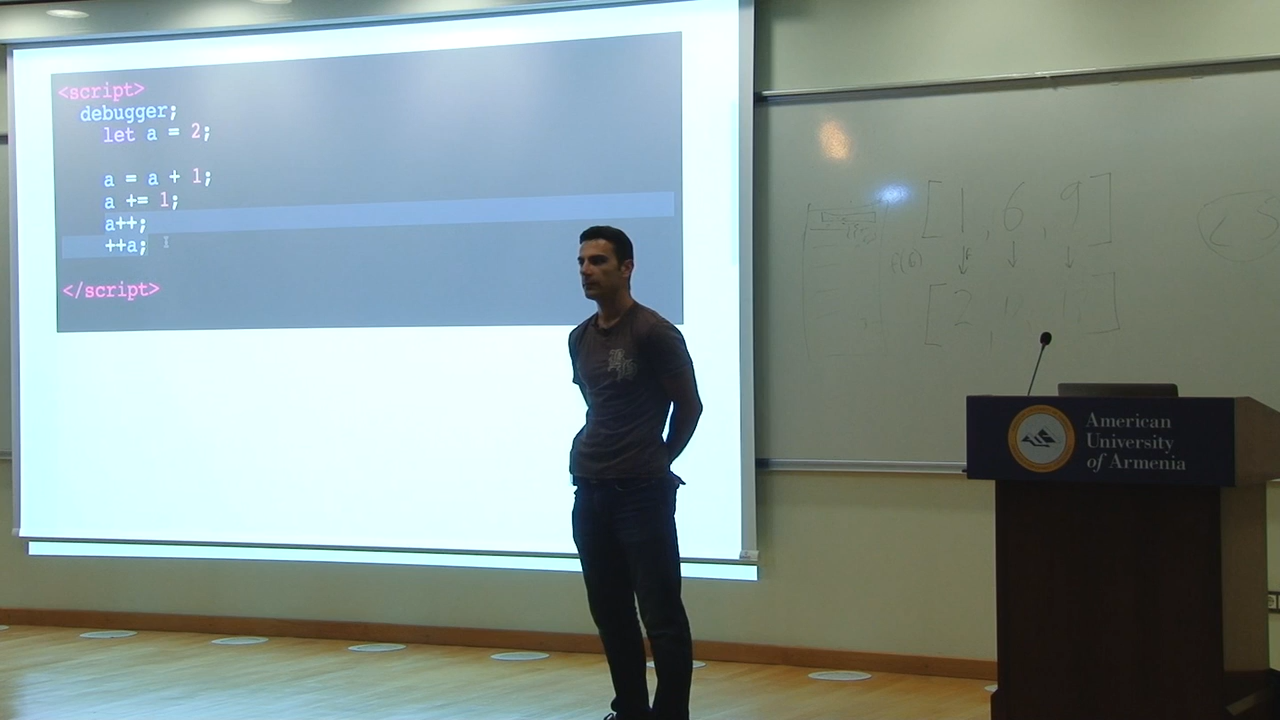 <script>
debugger;
let a = 2;
a = a + 1;
a += 1;
a++;
++a;
</script>
[1, 6, 9]
American
University
of Armenia